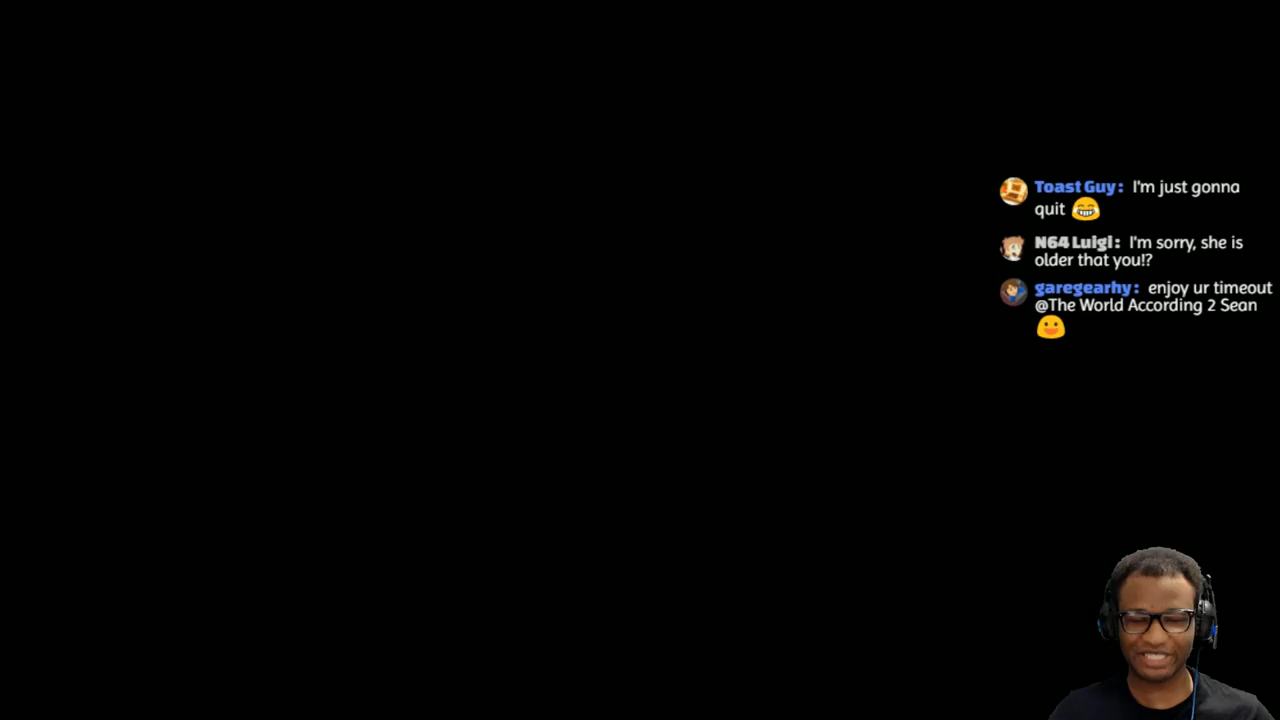 Toast Guy: I'm just gonna
quit 😂
N64 Luigi: I'm sorry, she is
older that you!?
garegearhy: enjoy ur timeout
@The World According 2 Sean
😃